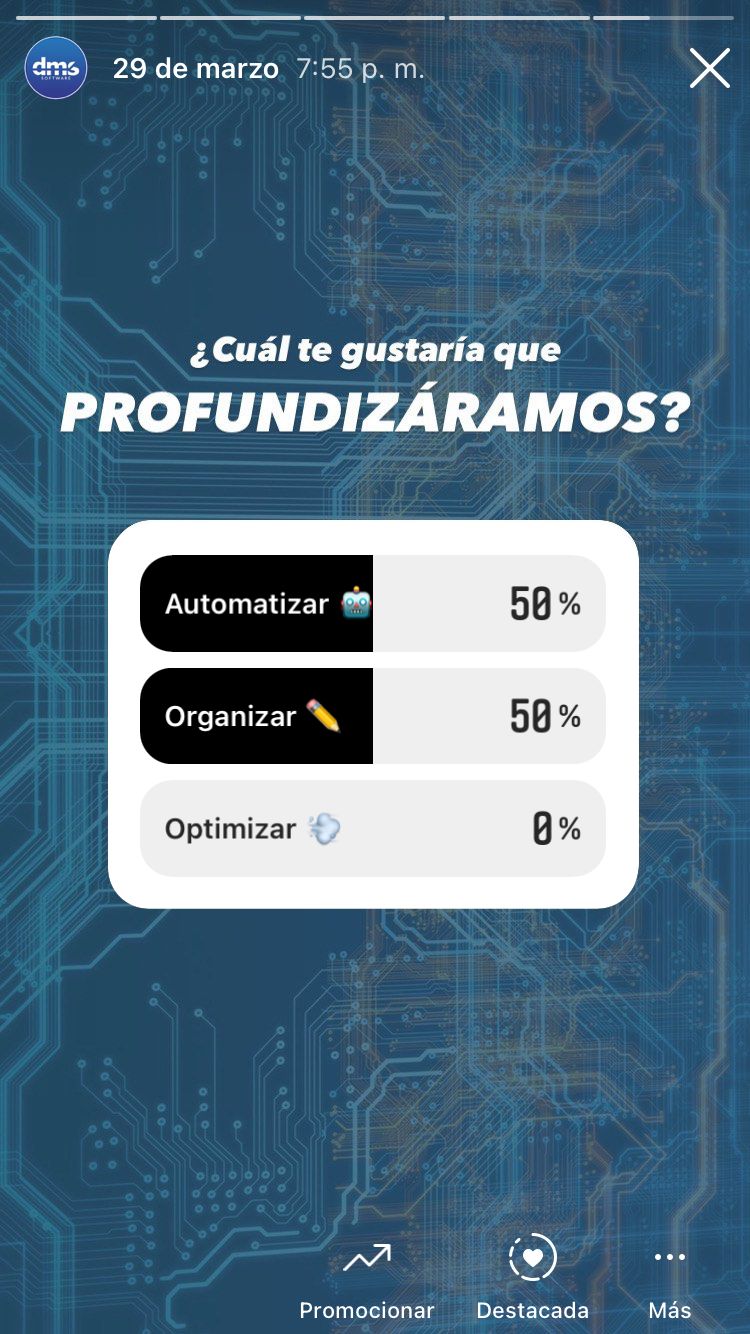 dms
SOFTWARE
29 de marzo 7:55 p. m.
¿Cuál te gustaría que
PROFUNDIZÁRAMOS?
Automatizar 🤖 50%
Organizar ✏️ 50%
Optimizar 💨 0%
Promocionar Destacada Más